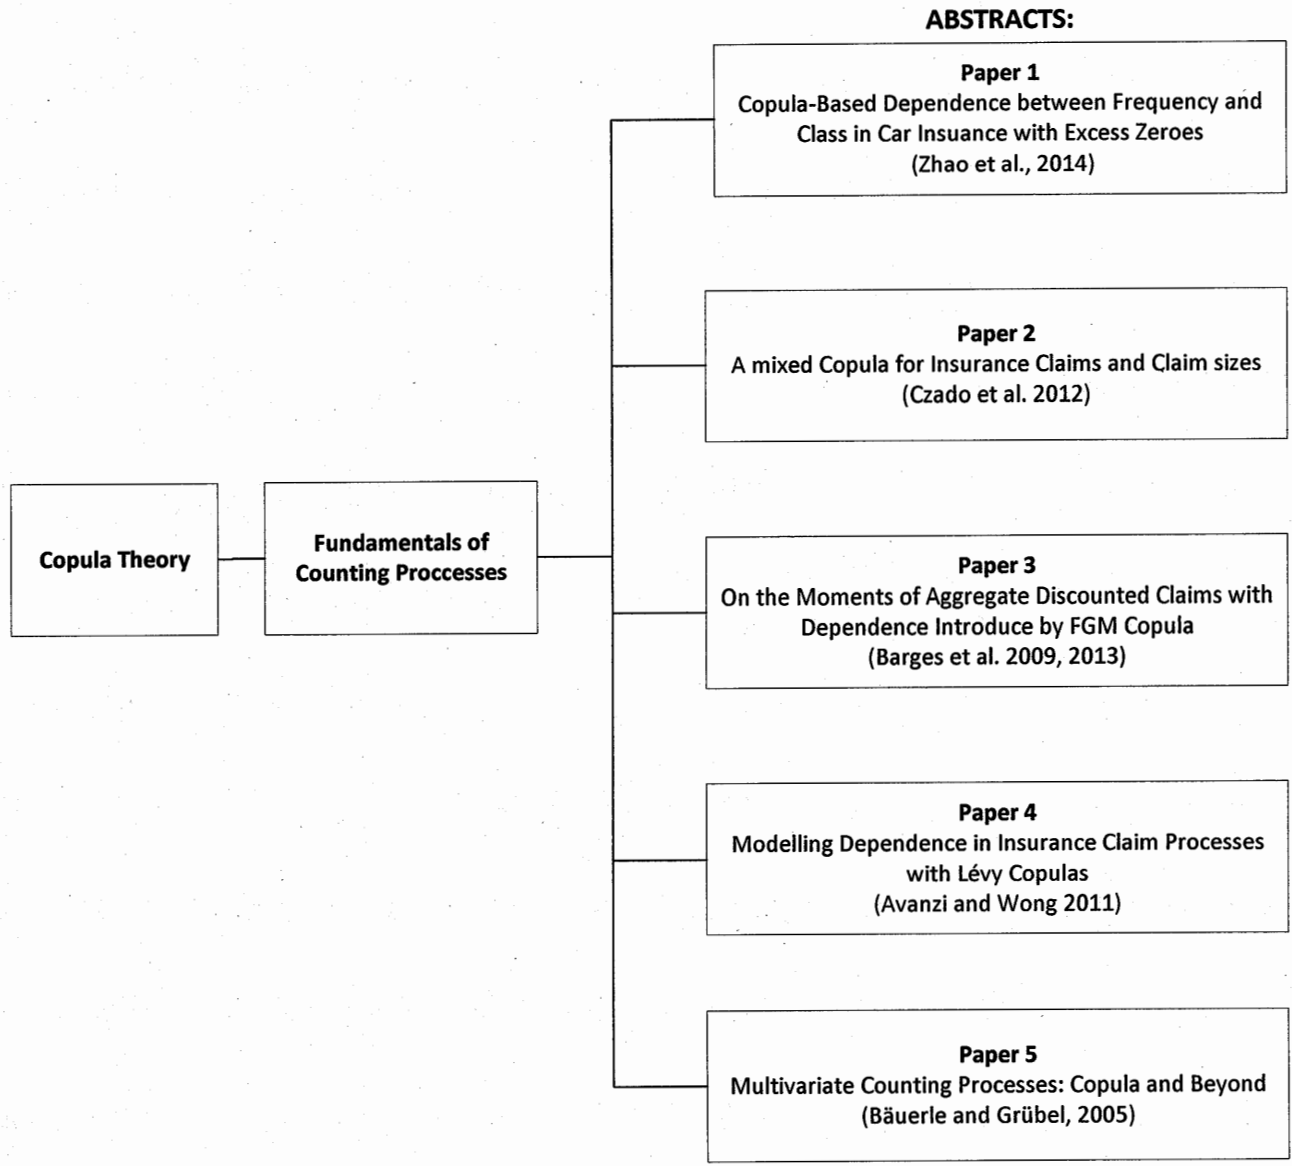 ABSTRACTS:
Paper 1
Copula-Based Dependence between Frequency and
Class in Car Insuance with Excess Zeroes
(Zhao et al., 2014)
Paper 2
A mixed Copula for Insurance Claims and Claim sizes
(Czado et al. 2012)
Copula Theory
Fundamentals of
Counting Proccesses
Paper 3
On the Moments of Aggregate Discounted Claims with
Dependence Introduce by FGM Copula
(Barges et al. 2009, 2013)
Paper 4
Modelling Dependence in Insurance Claim Processes
with Lévy Copulas
(Avanzi and Wong 2011)
Paper 5
Multivariate Counting Processes: Copula and Beyond
(Bäuerle and Grübel, 2005)